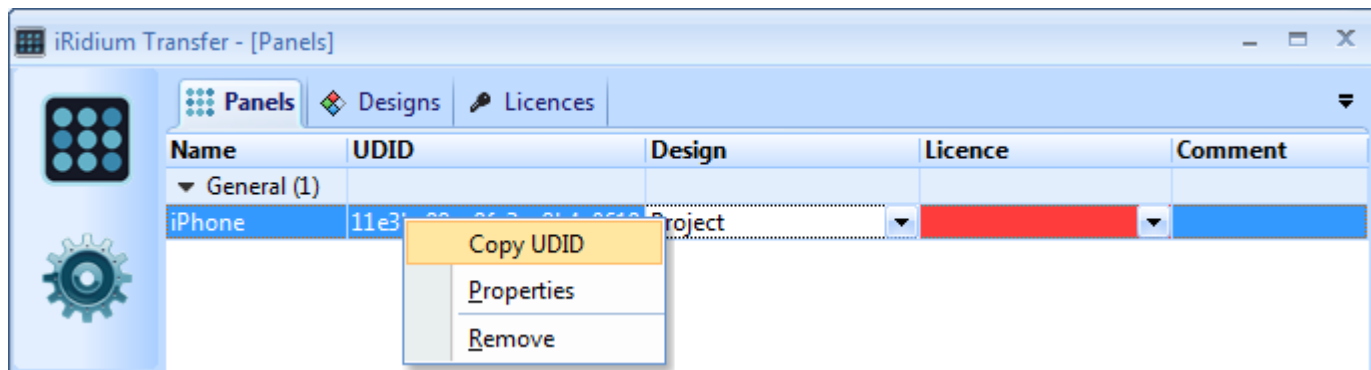 iRidium Transfer - [Panels]
Panels Designs Licences
Name UDID Design Licence Comment
General (1)
iPhone Project
Copy UDID
Properties
Remove